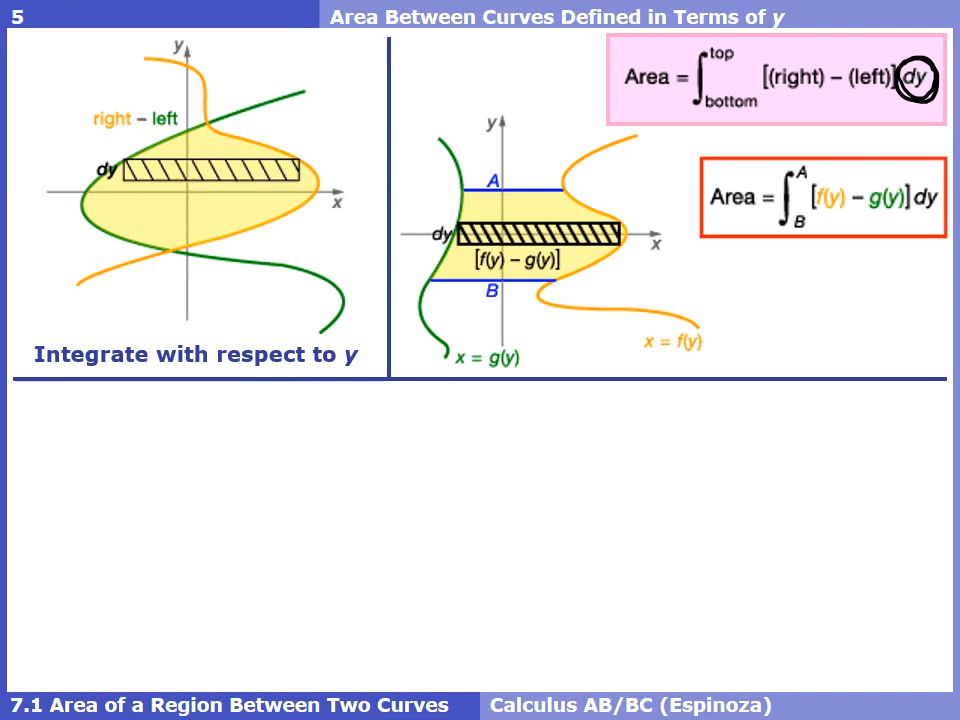 5
Area Between Curves Defined in Terms of y
y
right – left
dy
x
Integrate with respect to y
Area = ∫ bottom top [(right) – (left)] dy
y
A
dy
x
[f(y) – g(y)]
B
x = g(y)
x = f(y)
Area = ∫ B A [f(y) – g(y)] dy
7.1 Area of a Region Between Two Curves
Calculus AB/BC (Espinoza)